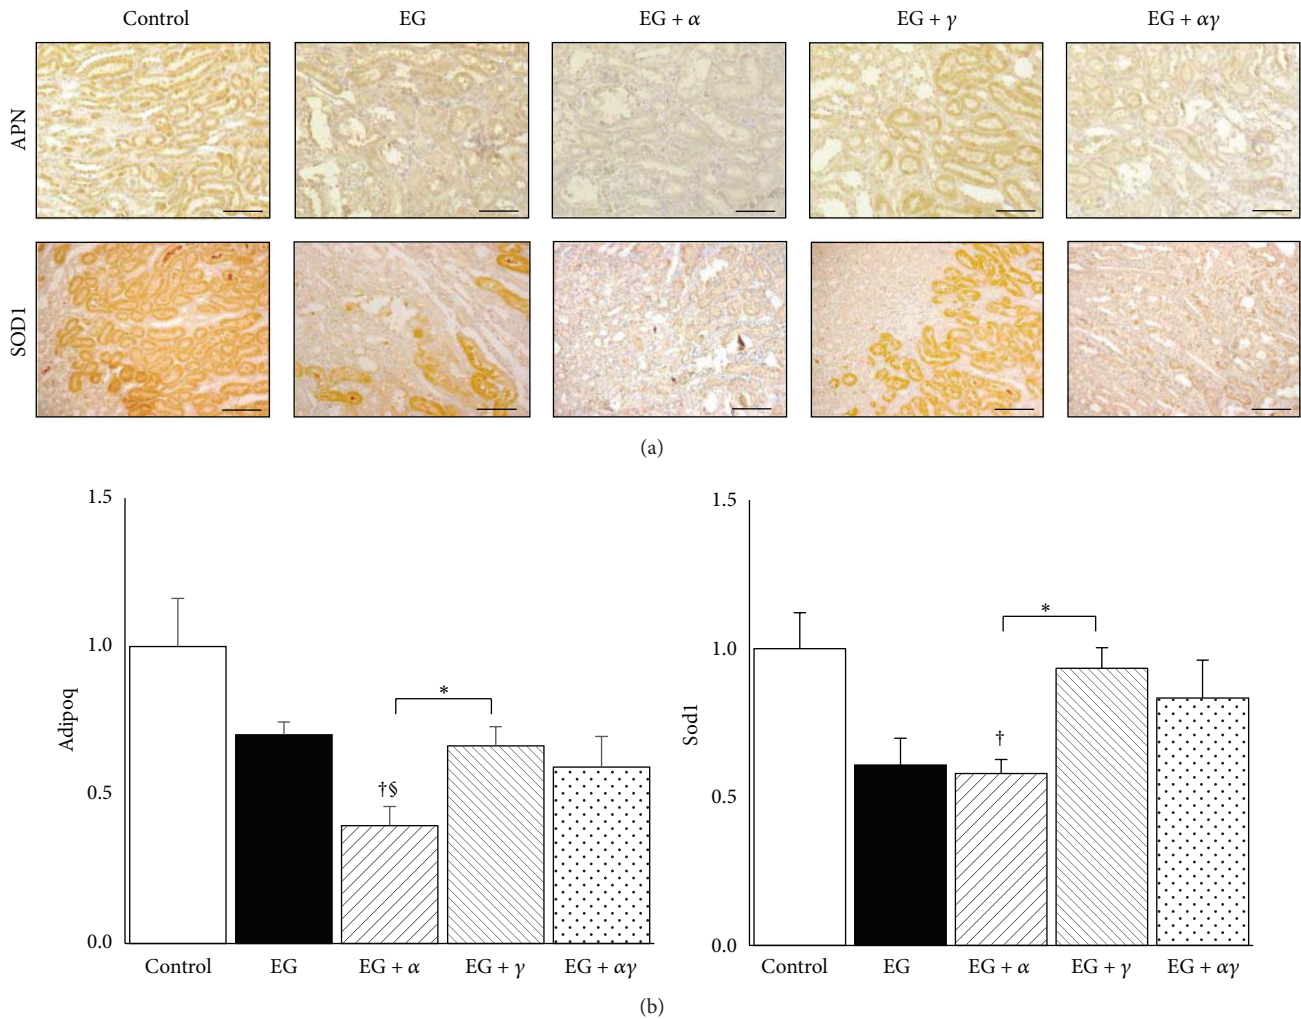 Control EG EG + α EG + γ EG + αγ
APN
SOD1
(a)
1.5
1.0
0.5
0.0
Adipoq
*
†§
Control EG EG + α EG + γ EG + αγ
1.5
1.0
0.5
0.0
Sod1
*
†
Control EG EG + α EG + γ EG + αγ
(b)